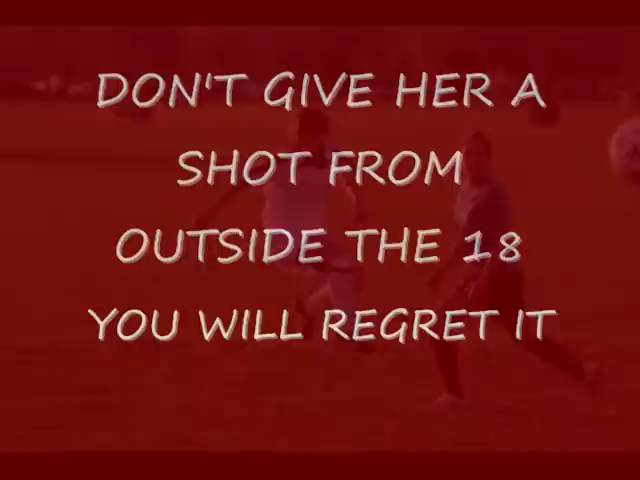 DON'T GIVE HER A
SHOT FROM
OUTSIDE THE 18
YOU WILL REGRET IT